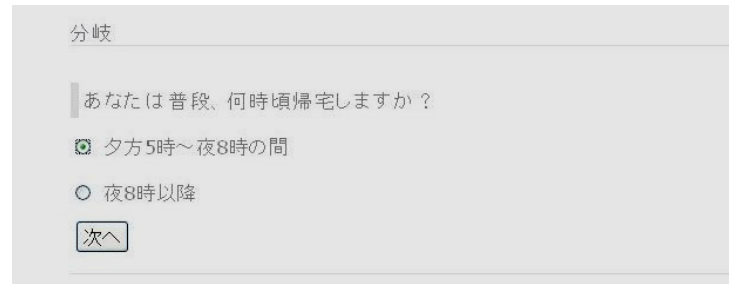 分岐
あなたは普段、何時頃帰宅しますか？
夕方5時～夜8時の間
夜8時以降
次へ